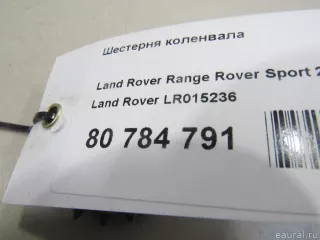 Шестерня коленвала
Land Rover Range Rover Sport 2
Land Rover LR015236
80 784 791
eaural.ru